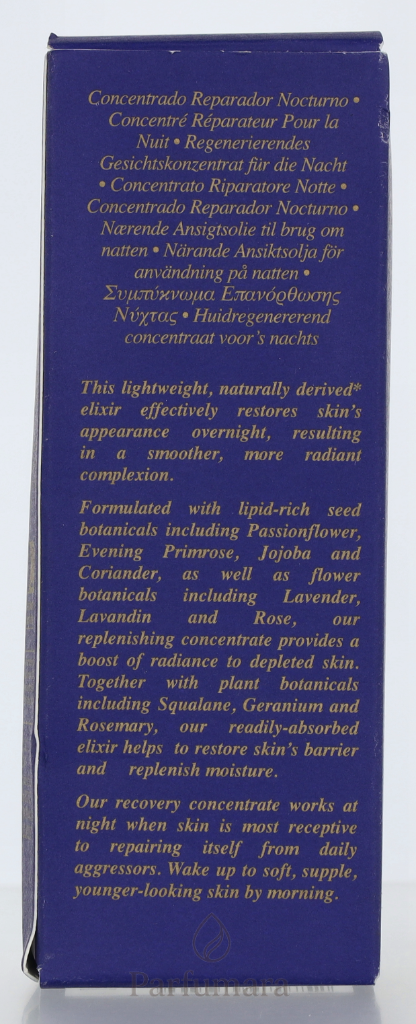 Concentrado Reparador Nocturno •
Concentré Réparateur Pour la
Nuit • Regenerierendes
Gesichtskonzentrat für die Nacht
• Concentrato Riparatore Notte •
Concentrado Reparador Nocturno •
Nærende Ansigtsolie til brug om
natten • Närande Ansiktsolja för
användning på natten •
Συμπύκνωμα Επανόρθωσης
Νύχτας • Huidregenererend
concentraat voor's nachts
This lightweight, naturally derived*
elixir effectively restores skin's
appearance overnight, resulting
in a smoother, more radiant
complexion.
Formulated with lipid-rich seed
botanicals including Passionflower,
Evening Primrose, Jojoba and
Coriander, as well as flower
botanicals including Lavender,
Lavandin and Rose, our
replenishing concentrate provides a
boost of radiance to depleted skin.
Together with plant botanicals
including Squalane, Geranium and
Rosemary, our readily-absorbed
elixir helps to restore skin's barrier
and replenish moisture.
Our recovery concentrate works at
night when skin is most receptive
to repairing itself from daily
aggressors. Wake up to soft, supple,
younger-looking skin by morning.
Parfumara